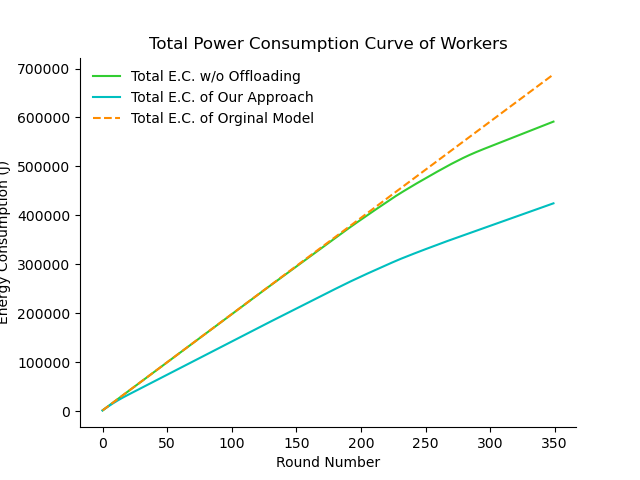 Total Power Consumption Curve of Workers
Total E.C. w/o Offloading
Total E.C. of Our Approach
Total E.C. of Orginal Model
700000
600000
500000
400000
300000
200000
100000
0
Energy Consumption (J)
0 50 100 150 200 250 300 350
Round Number